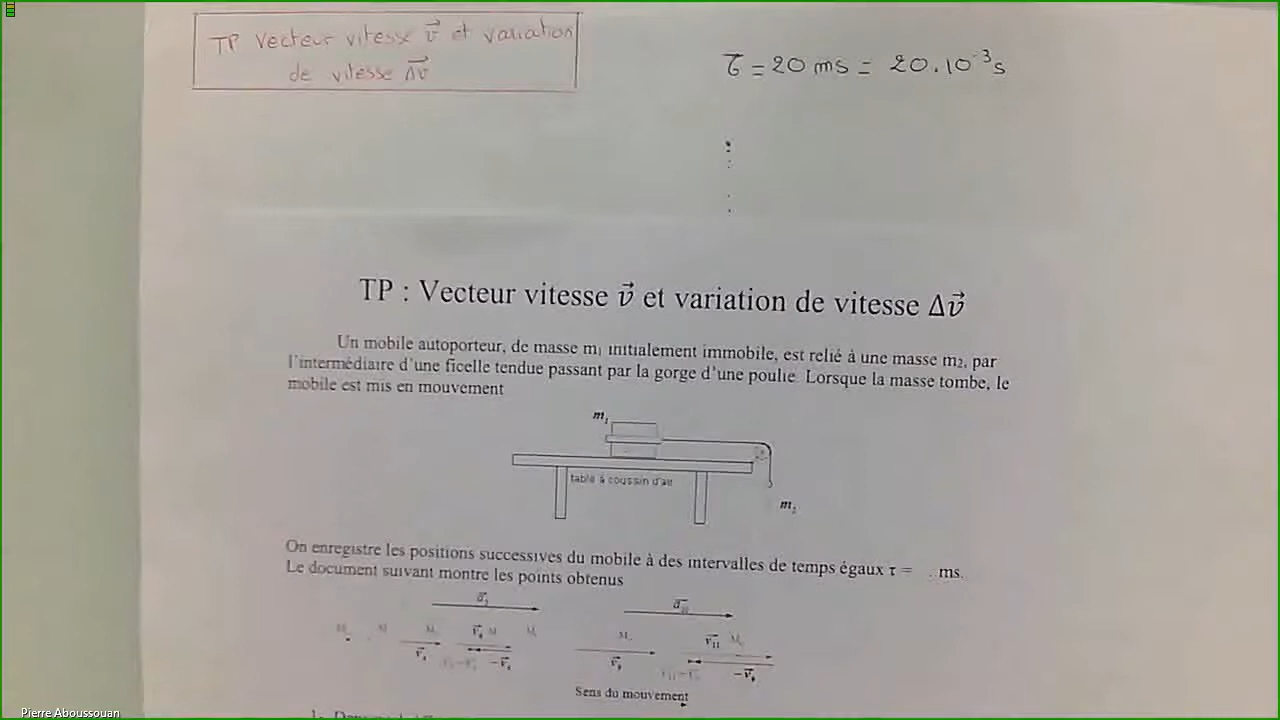 TP Vecteur vitesse v⃗ et variation
de vitesse Δv⃗
τ = 20 ms = 20.10⁻³s
TP : Vecteur vitesse v⃗ et variation de vitesse Δv⃗
Un mobile autoporteur, de masse m₁ initialement immobile, est relié à une masse m₂, par
l'intermédiaire d'une ficelle tendue passant par la gorge d'une poulie. Lorsque la masse tombe, le
mobile est mis en mouvement
m₁
table à coussin d'air
m₂
On enregistre les positions successives du mobile à des intervalles de temps égaux τ = . ms.
Le document suivant montre les points obtenus
Sens du mouvement
Pierre Aboussouan